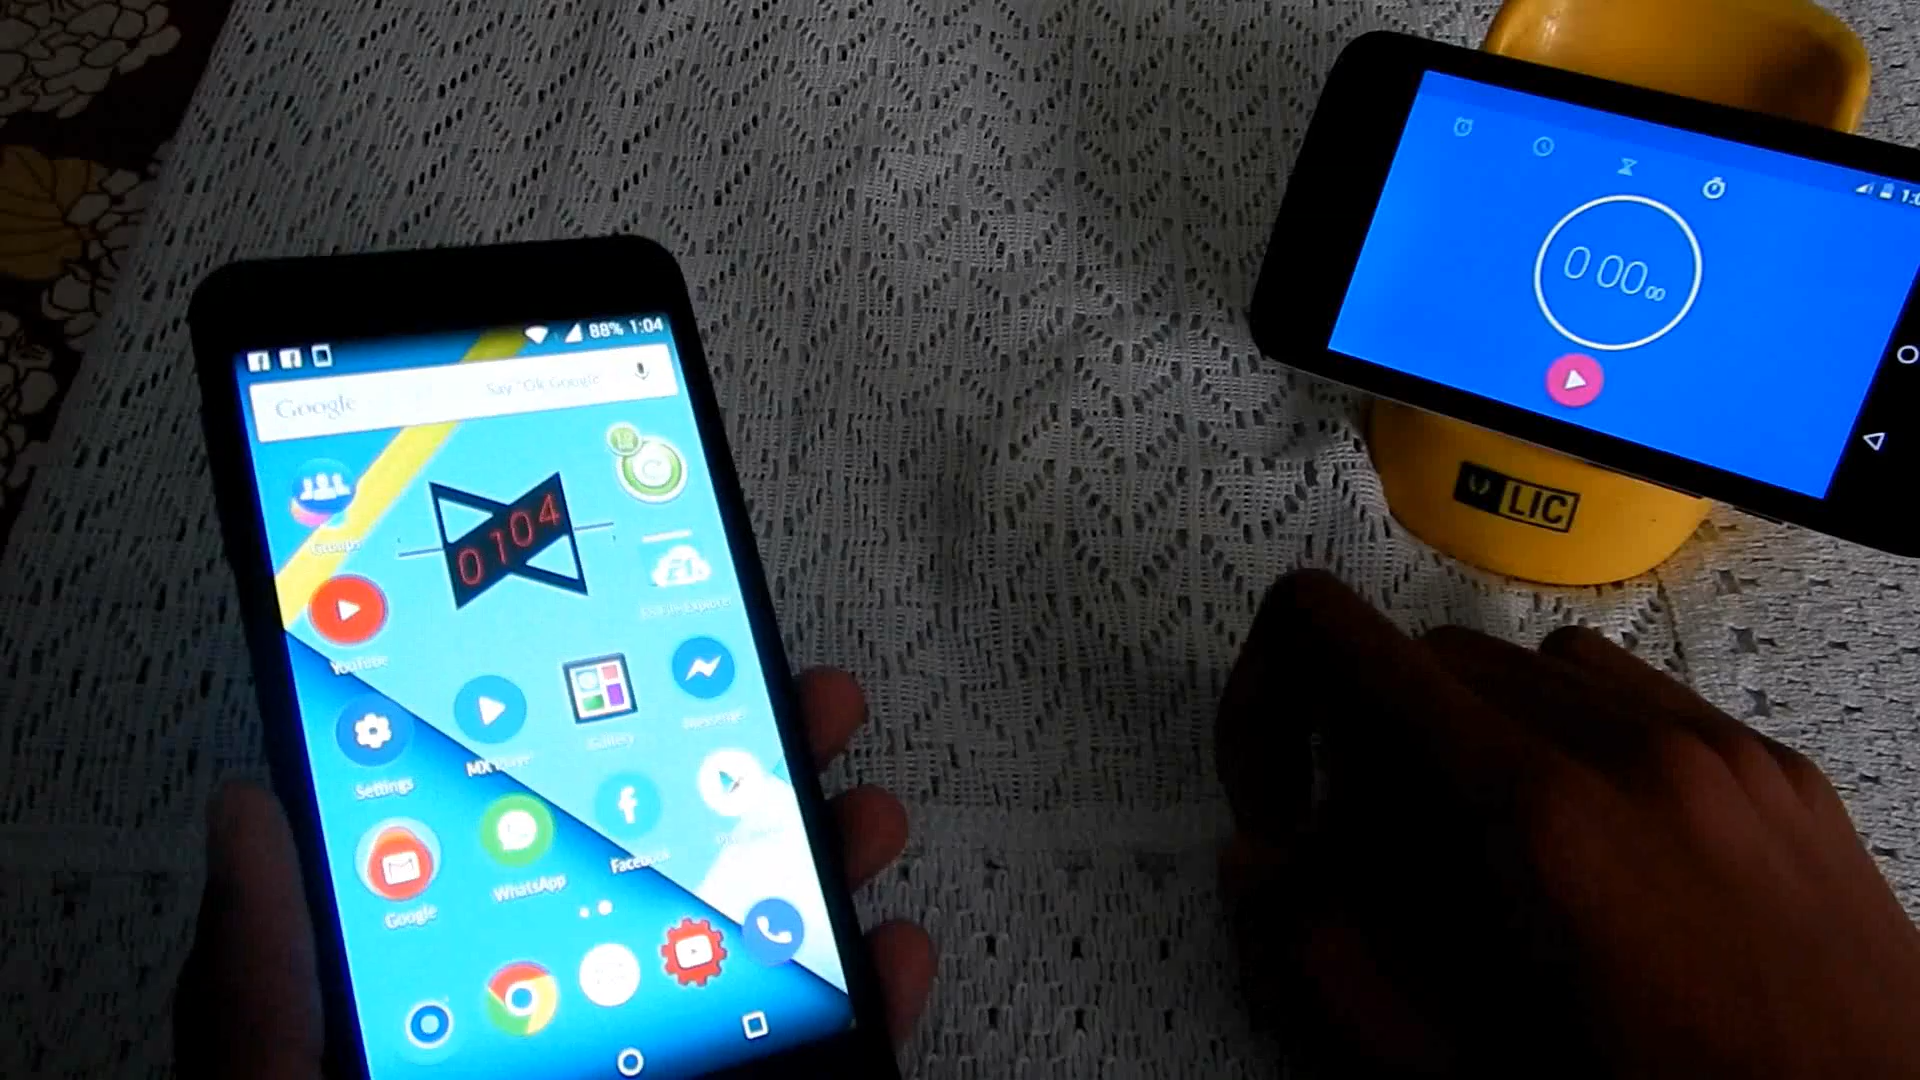 88% 1:04
Google Say "Ok Google"
0104
Groups
YouTube
Settings
MX Player
Gallery
Messenger
Google
WhatsApp
Facebook
0 00 00
LIC